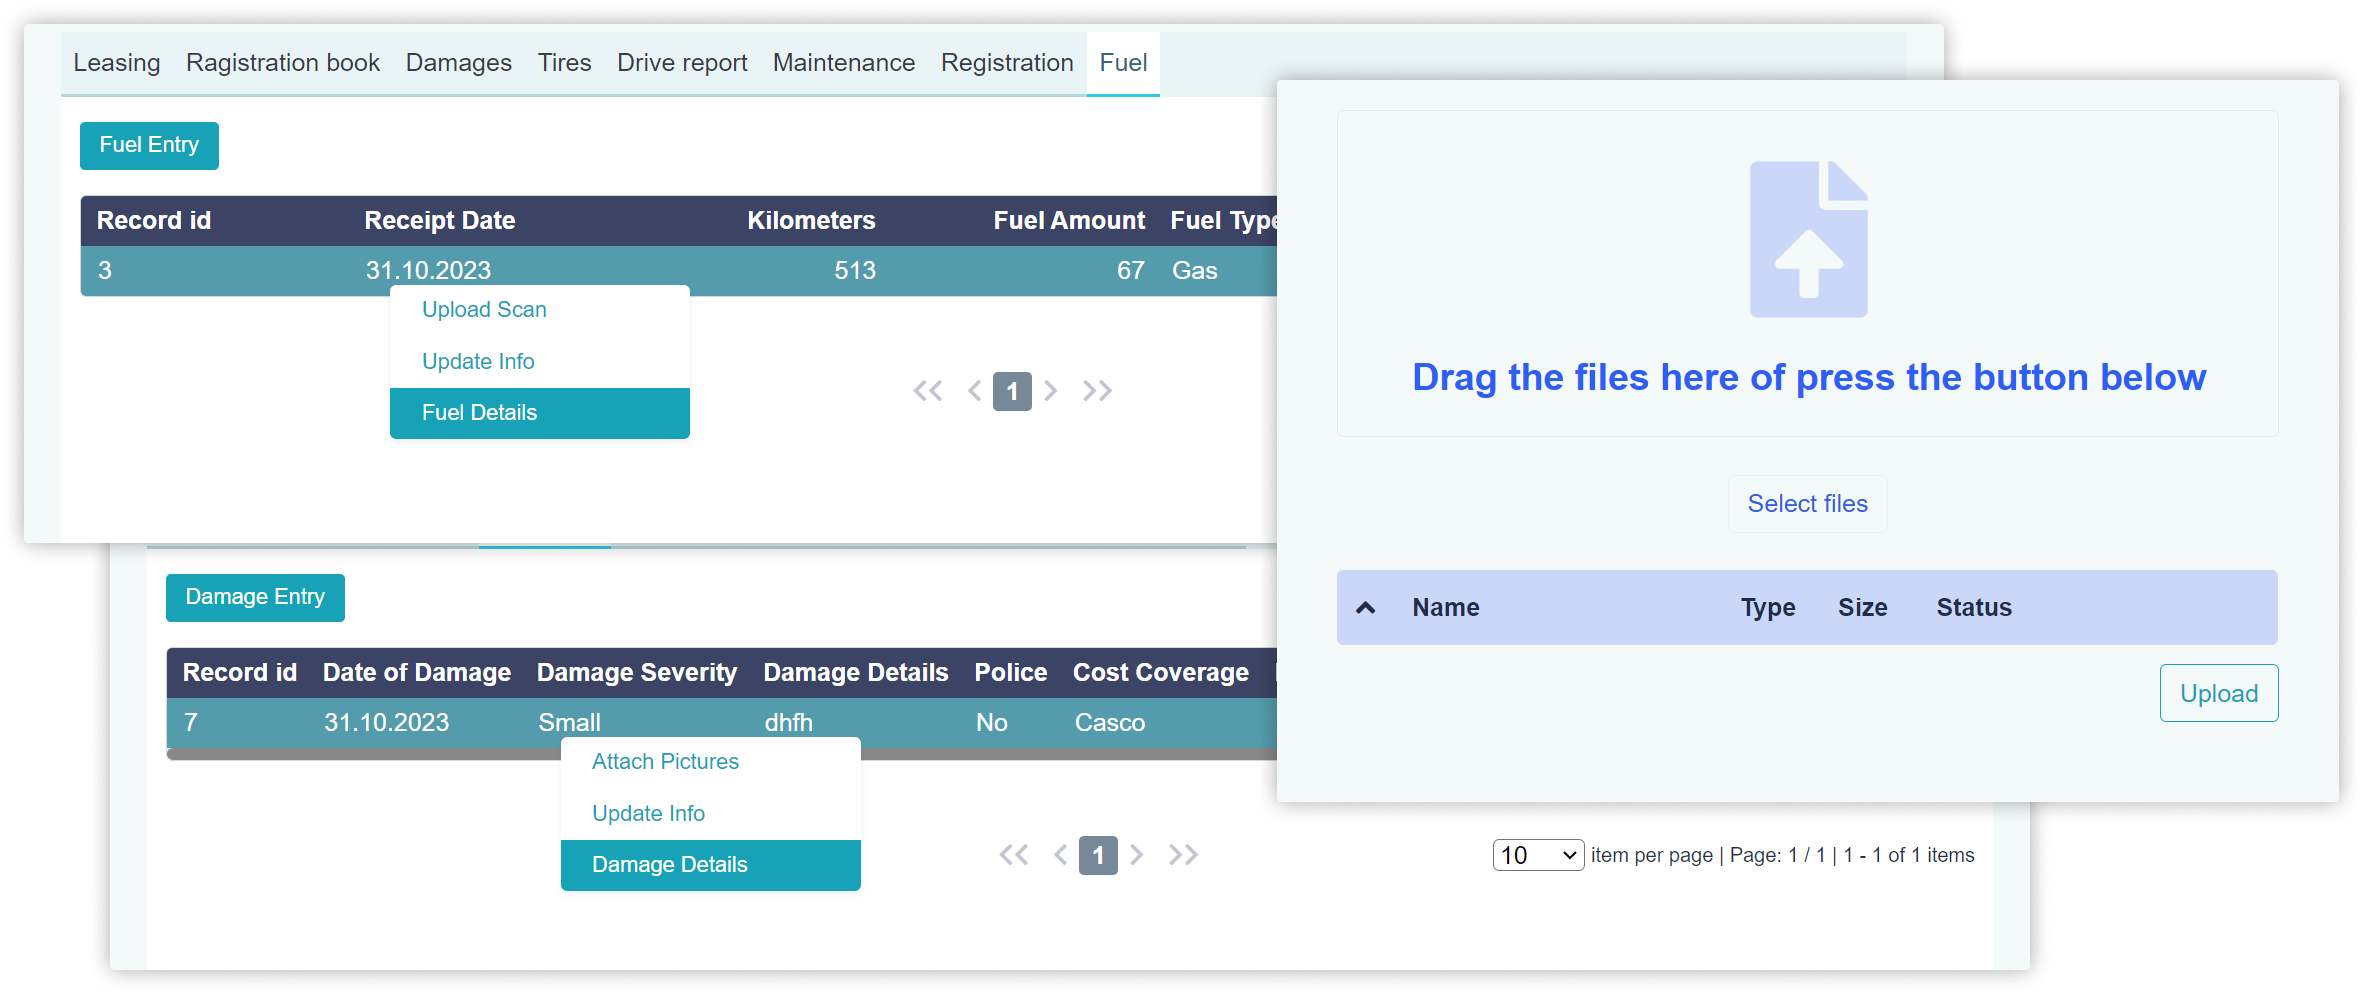 Leasing Ragistration book Damages Tires Drive report Maintenance Registration Fuel
Fuel Entry
Record id Receipt Date Kilometers Fuel Amount Fuel Type
3 31.10.2023 513 67 Gas
Upload Scan
Update Info
Fuel Details
<< < 1 > >>
Damage Entry
Record id Date of Damage Damage Severity Damage Details Police Cost Coverage
7 31.10.2023 Small dhfh No Casco
Attach Pictures
Update Info
Damage Details
<< < 1 > >>
10 item per page | Page: 1 / 1 | 1 - 1 of 1 items
Drag the files here of press the button below
Select files
Name Type Size Status
Upload